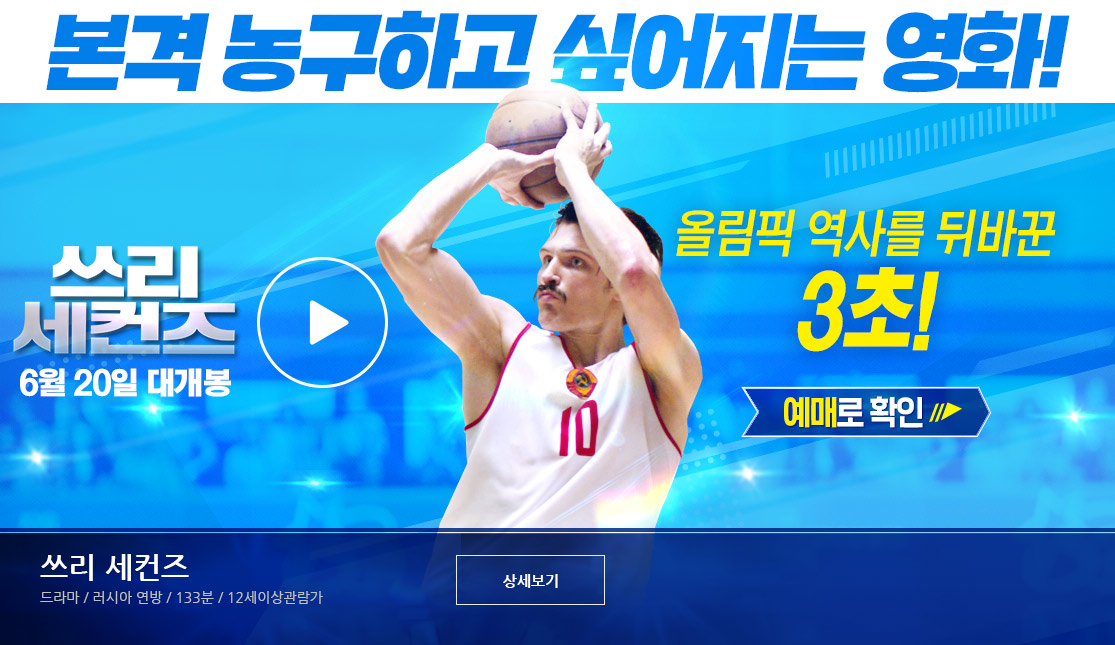 본격 농구하고 싶어지는 영화!
올림픽 역사를 뒤바꾼
3초!
쓰리
세컨즈
6월 20일 대개봉
10
예매로 확인
쓰리 세컨즈
드라마 / 러시아 연방 / 133분 / 12세이상관람가
상세보기